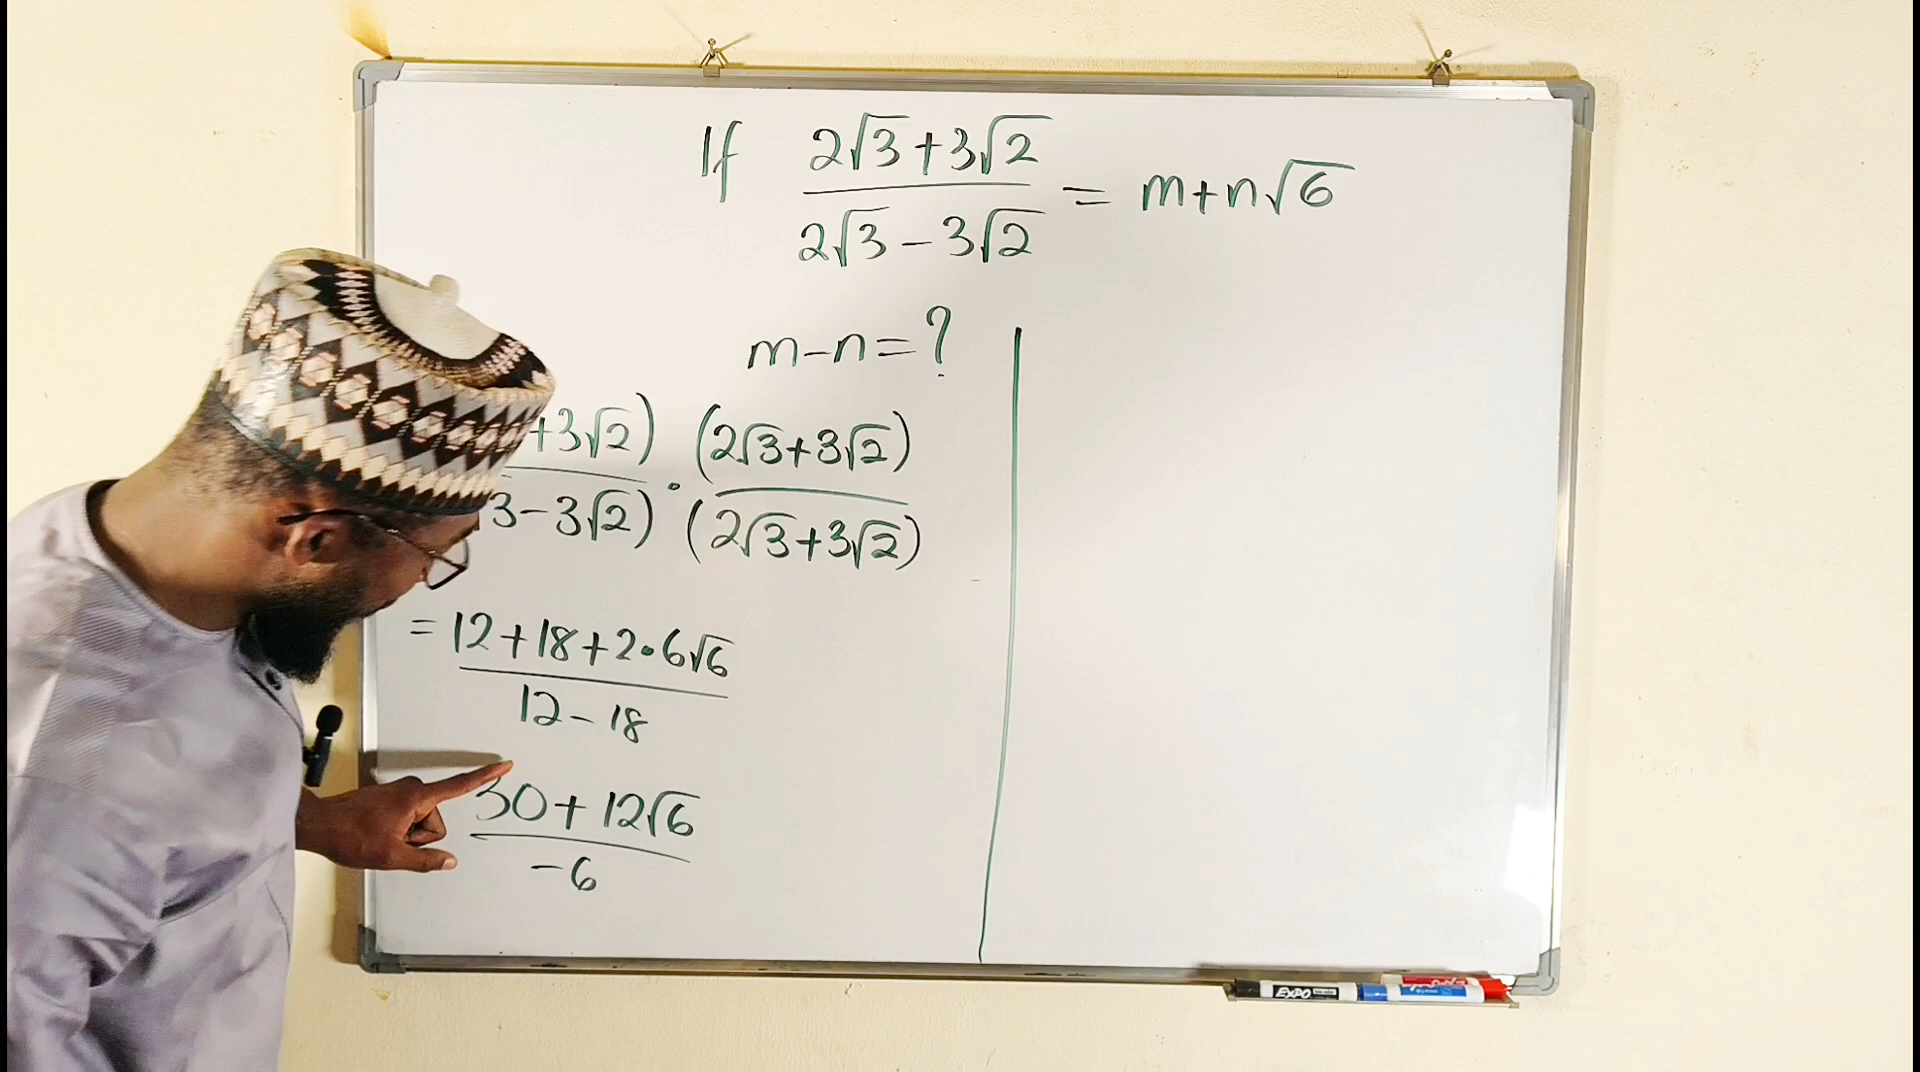 If (2√3+3√2)/(2√3-3√2) = m+n√6
m-n=?
+3√2) . (2√3+3√2)
3-3√2) (2√3+3√2)
= 12+18+2•6√6
12-18
30+12√6
-6
EXPO